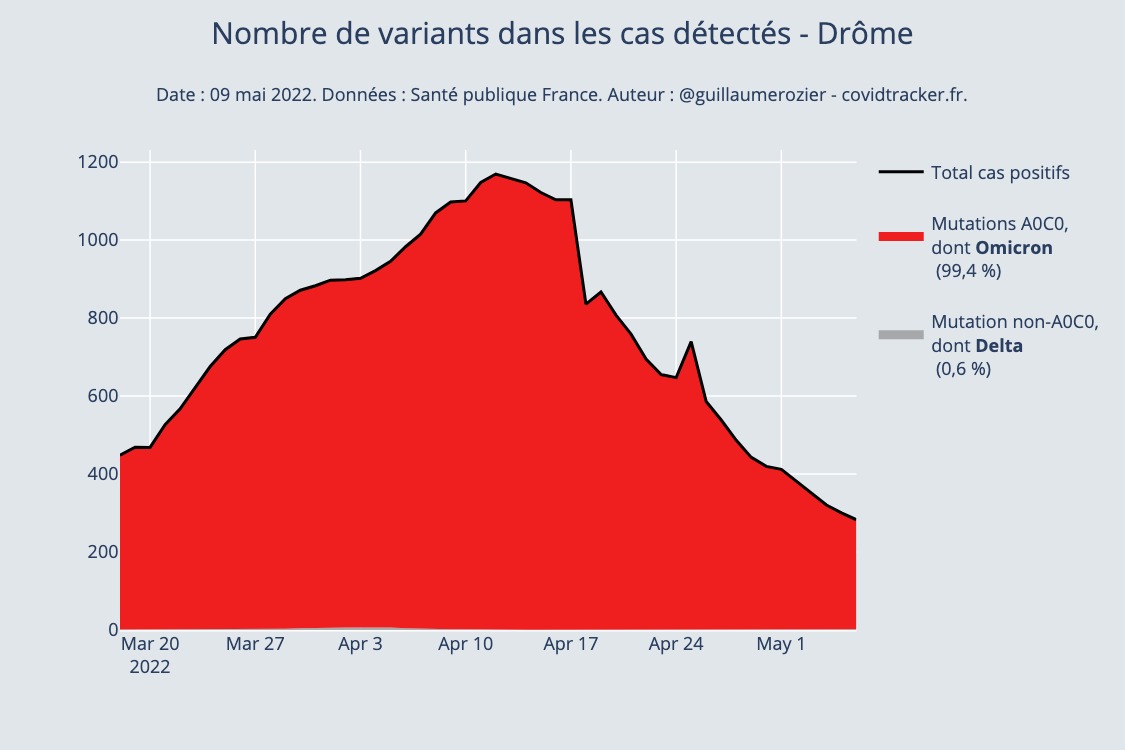 Nombre de variants dans les cas détectés - Drôme
Date : 09 mai 2022. Données : Santé publique France. Auteur : @guillaumerozier - covidtracker.fr.
1200
1000
800
600
400
200
0
Mar 20
2022
Mar 27
Apr 3
Apr 10
Apr 17
Apr 24
May 1
Total cas positifs
Mutations A0C0,
dont Omicron
(99,4 %)
Mutation non-A0C0,
dont Delta
(0,6 %)